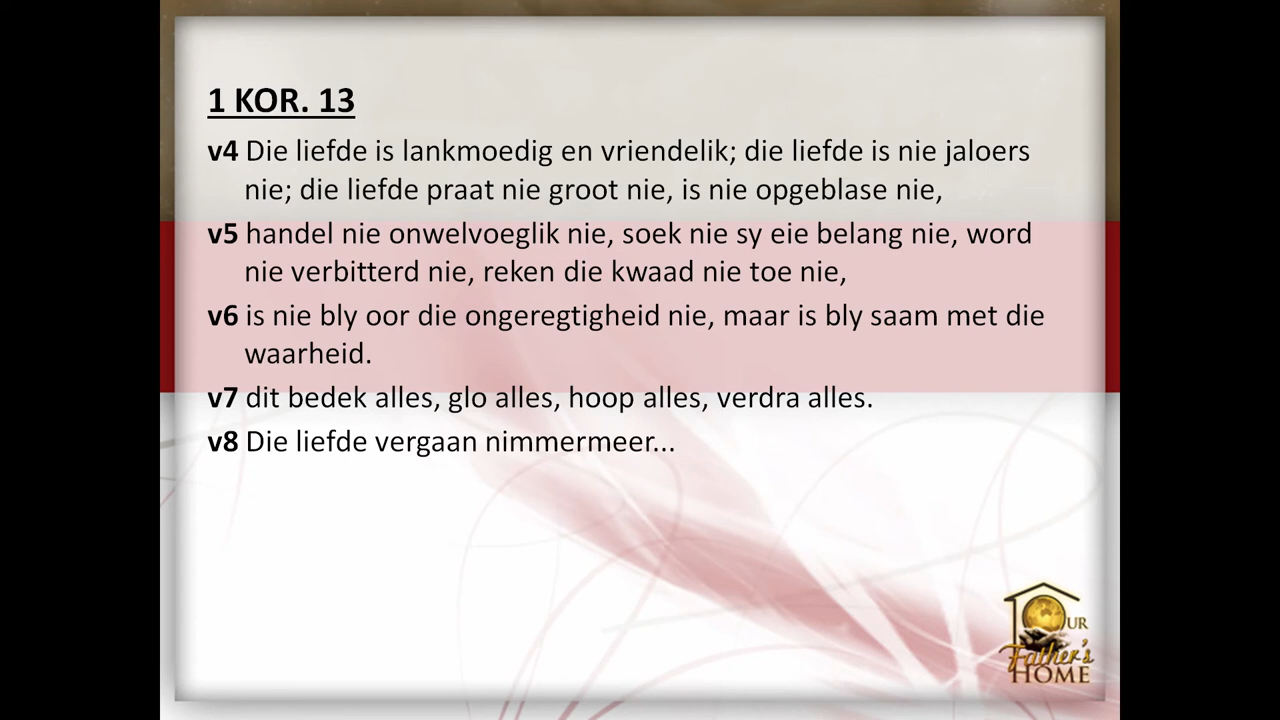 1 KOR. 13
v4 Die liefde is lankmoedig en vriendelik; die liefde is nie jaloers
nie; die liefde praat nie groot nie, is nie opgeblase nie,
v5 handel nie onwelvoeglik nie, soek nie sy eie belang nie, word
nie verbitterd nie, reken die kwaad nie toe nie,
v6 is nie bly oor die ongeregtigheid nie, maar is bly saam met die
waarheid.
v7 dit bedek alles, glo alles, hoop alles, verdra alles.
v8 Die liefde vergaan nimmermeer...
OUR
Father's
HOME